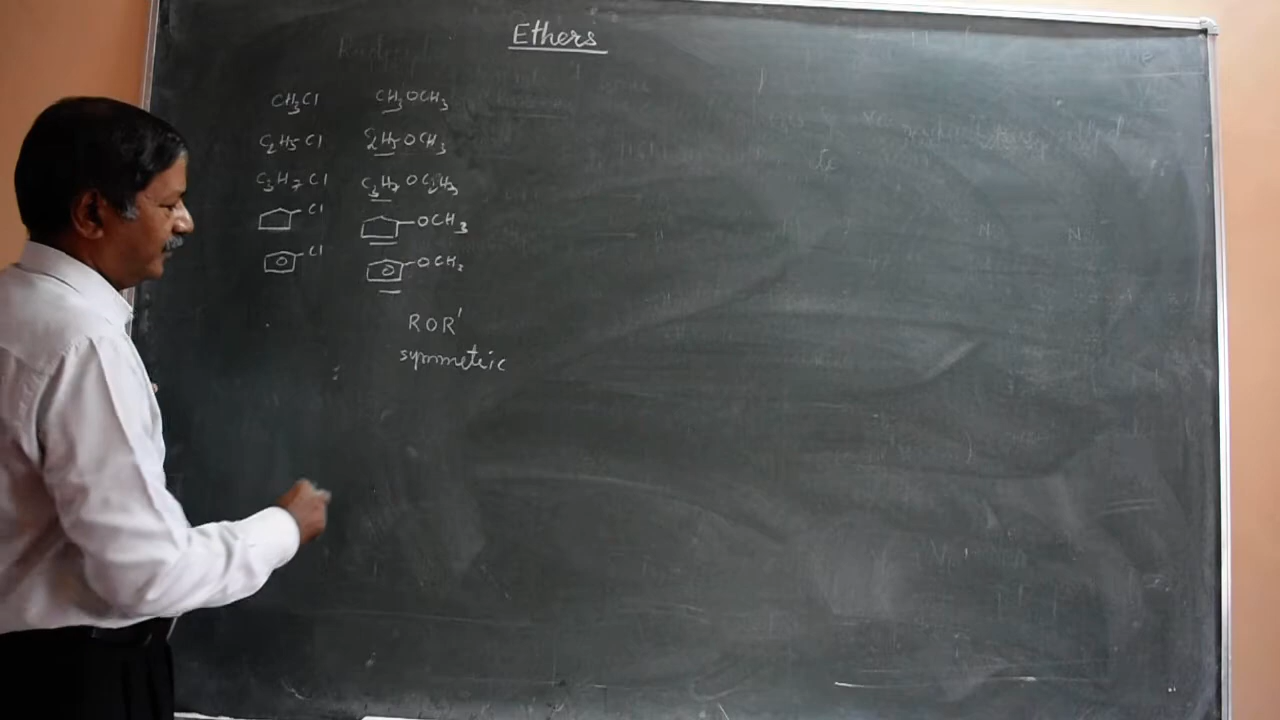 Ethers
CH3Cl CH3OCH3
C2H5Cl C2H5OCH3
C3H7Cl C3H7OC2H5
Cl OCH3
Cl OCH3
ROR'
symmetric